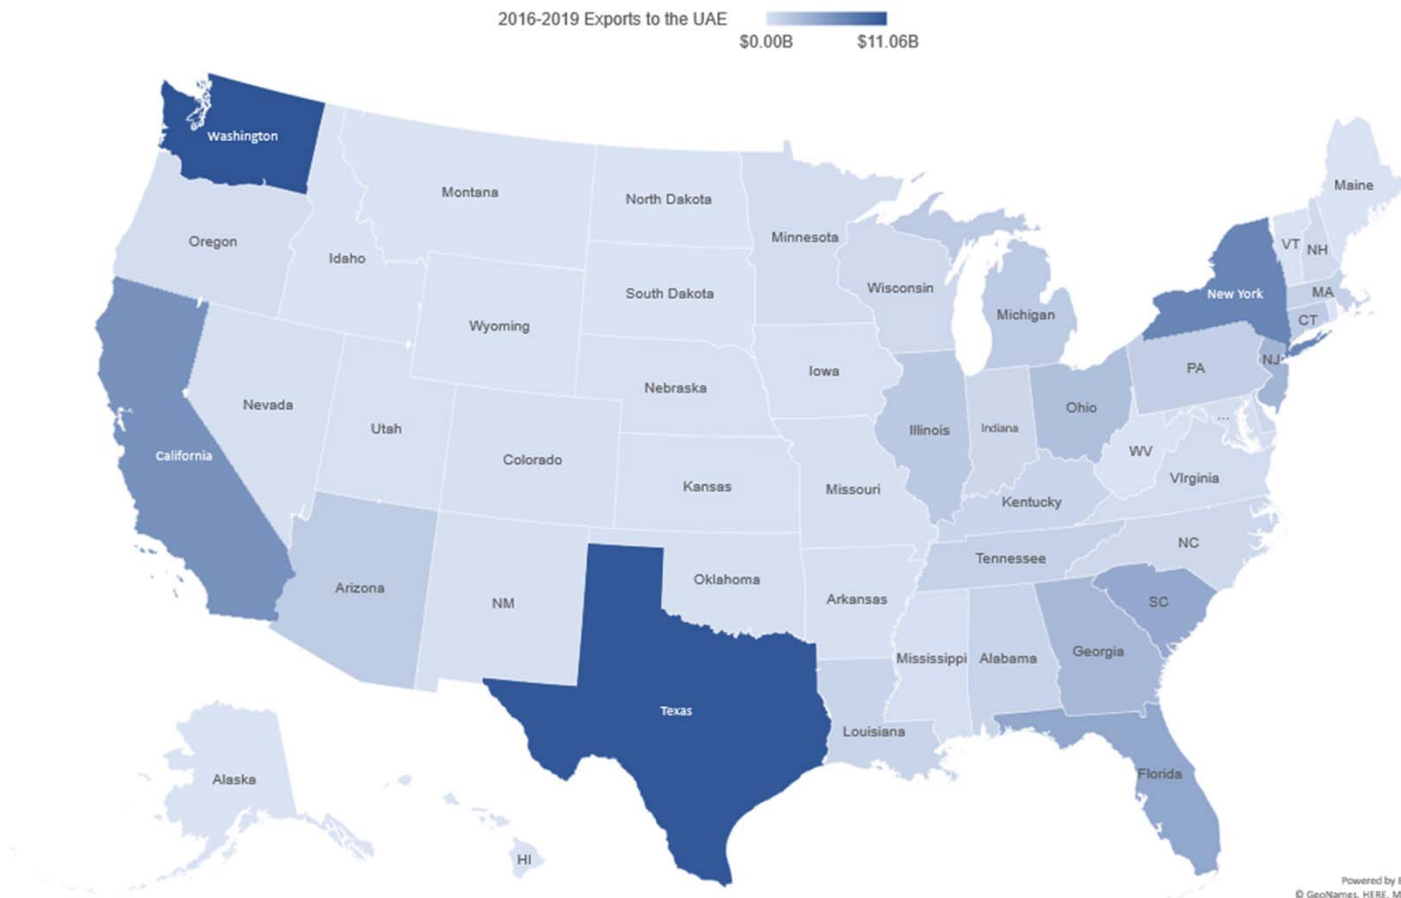 2016-2019 Exports to the UAE
$0.00B $11.06B
Washington
Montana
North Dakota
Minnesota
Maine
Oregon
Idaho
VT
NH
Wisconsin
South Dakota
New York
MA
Wyoming
Michigan
CT
Iowa
PA
NJ
Nebraska
Nevada
Ohio
...
Utah
Illinois
Indiana
California
Colorado
WV
Kansas
Missouri
VIrginia
Kentucky
NC
Tennessee
Arizona
Oklahoma
NM
Arkansas
SC
Mississippi
Alabama
Georgia
Texas
Louisiana
Florida
Alaska
HI
Powered by
© GeoNames, HERE,